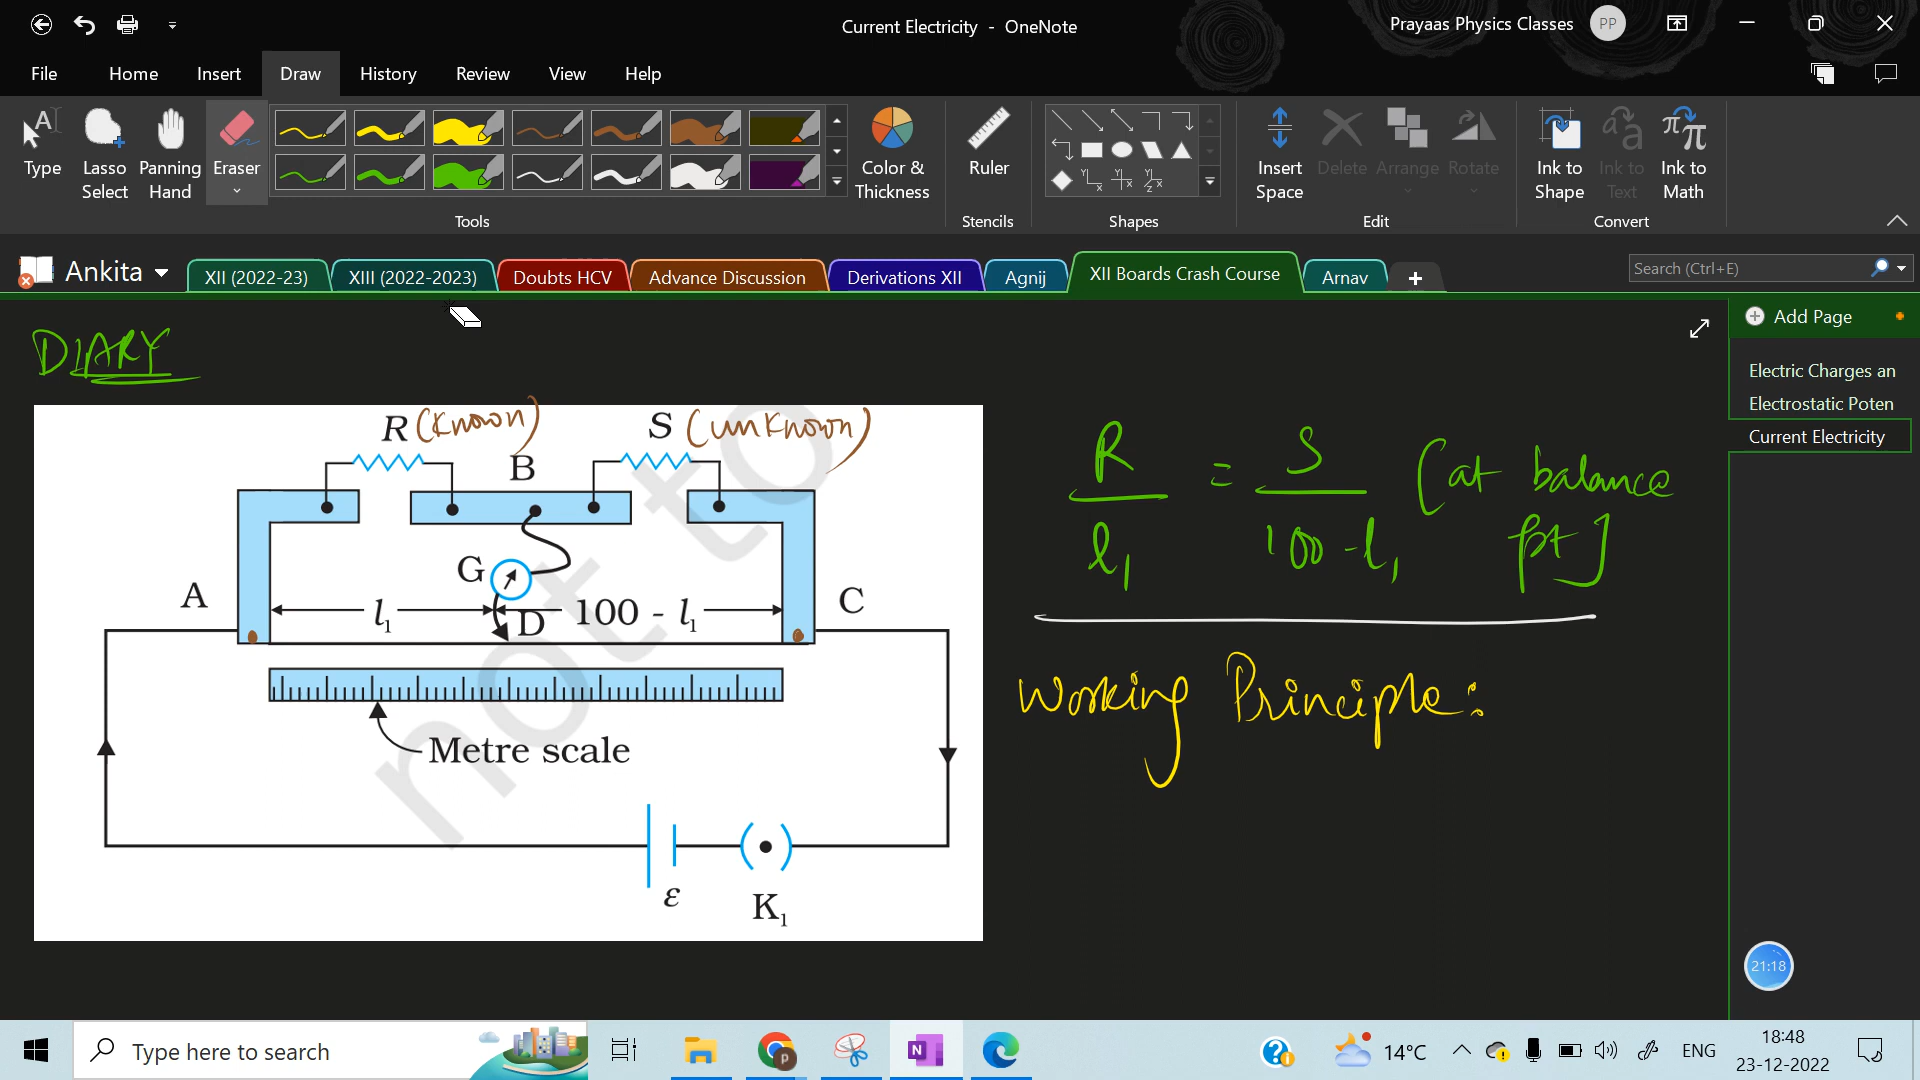 Current Electricity - OneNote
Prayaas Physics Classes PP
File Home Insert Draw History Review View Help
Type
Lasso Select
Panning Hand
Eraser
Color & Thickness
Ruler
Insert Space
Delete
Arrange
Rotate
Ink to Shape
Ink to Text
Ink to Math
Tools
Stencils
Shapes
Edit
Convert
Ankita
XII (2022-23)
XIII (2022-2023)
Doubts HCV
Advance Discussion
Derivations XII
Agnij
XII Boards Crash Course
Arnav
+
Search (Ctrl+E)
Add Page
Electric Charges an
Electrostatic Poten
Current Electricity
DIARY
R (Known)
S (unknown)
B
G
A
C
l₁
D
100 - l₁
Metre scale
ε
K₁
not to
R/l₁ = S/100-l₁ [at balance
pt]
Working Principle:
21:18
Type here to search
14°C
ENG
18:48
23-12-2022